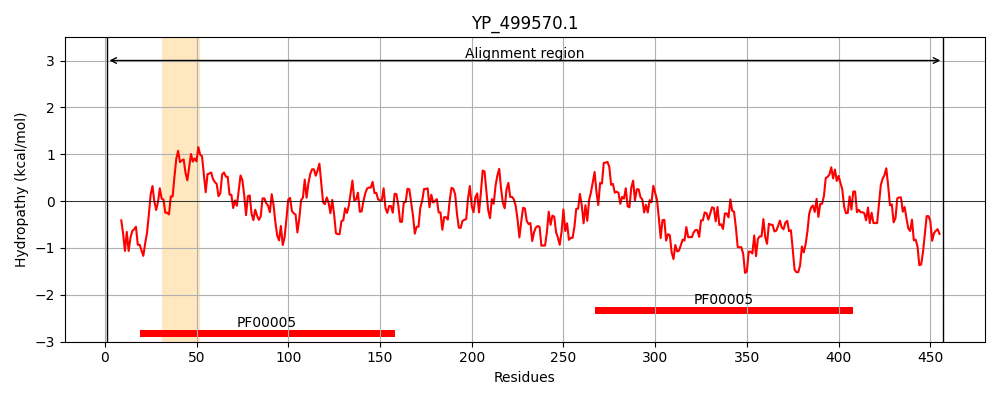 YP_499570.1
Alignment region
3
2
1
0
−1
−2
−3
Hydropathy (kcal/mol)
PF00005
PF00005
0
50
100
150
200
250
300
350
400
450
Residues